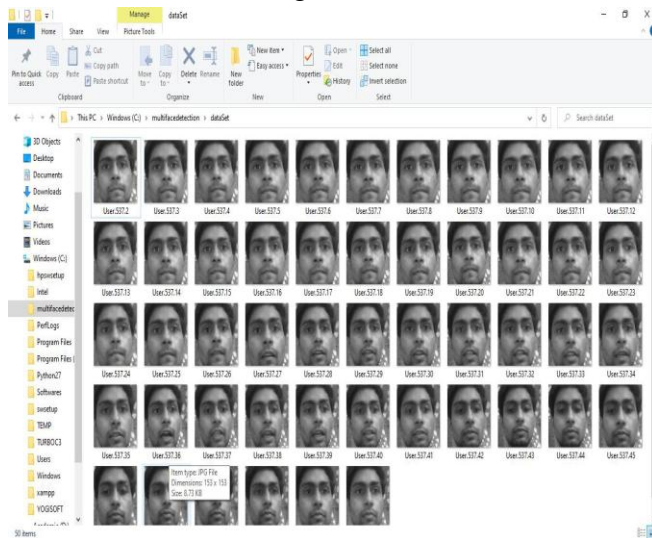 Manage
dataSet
File
Home
Share
View
Picture Tools
Pin to Quick access
Copy
Paste
Cut
Copy path
Paste shortcut
Move to
Copy to
Delete
Rename
New folder
New item
Easy access
Properties
Open
Edit
History
Select all
Select none
Invert selection
Clipboard
Organize
New
Open
Select
This PC > Windows (C:) > multifacedetection > dataSet
Search dataSet
3D Objects
Desktop
Documents
Downloads
Music
Pictures
Videos
Windows (C:)
hpswsetup
Intel
multifacedetec
PerfLogs
Program Files
Program Files (
Python27
Softwares
swsetup
TEMP
TURBOC3
Users
Windows
xampp
YOGISOFT
User.537.2 User.537.3 User.537.4 User.537.5 User.537.6 User.537.7 User.537.8 User.537.9 User.537.10 User.537.11 User.537.12
User.537.13 User.537.14 User.537.15 User.537.16 User.537.17 User.537.18 User.537.19 User.537.20 User.537.21 User.537.22 User.537.23
User.537.24 User.537.25 User.537.26 User.537.27 User.537.28 User.537.29 User.537.30 User.537.31 User.537.32 User.537.33 User.537.34
User.537.35 User.537.36 User.537.37 User.537.38 User.537.39 User.537.40 User.537.41 User.537.42 User.537.43 User.537.44 User.537.45
Item type: JPG File
Dimensions: 153 x 153
Size: 8.73 KB
50 items